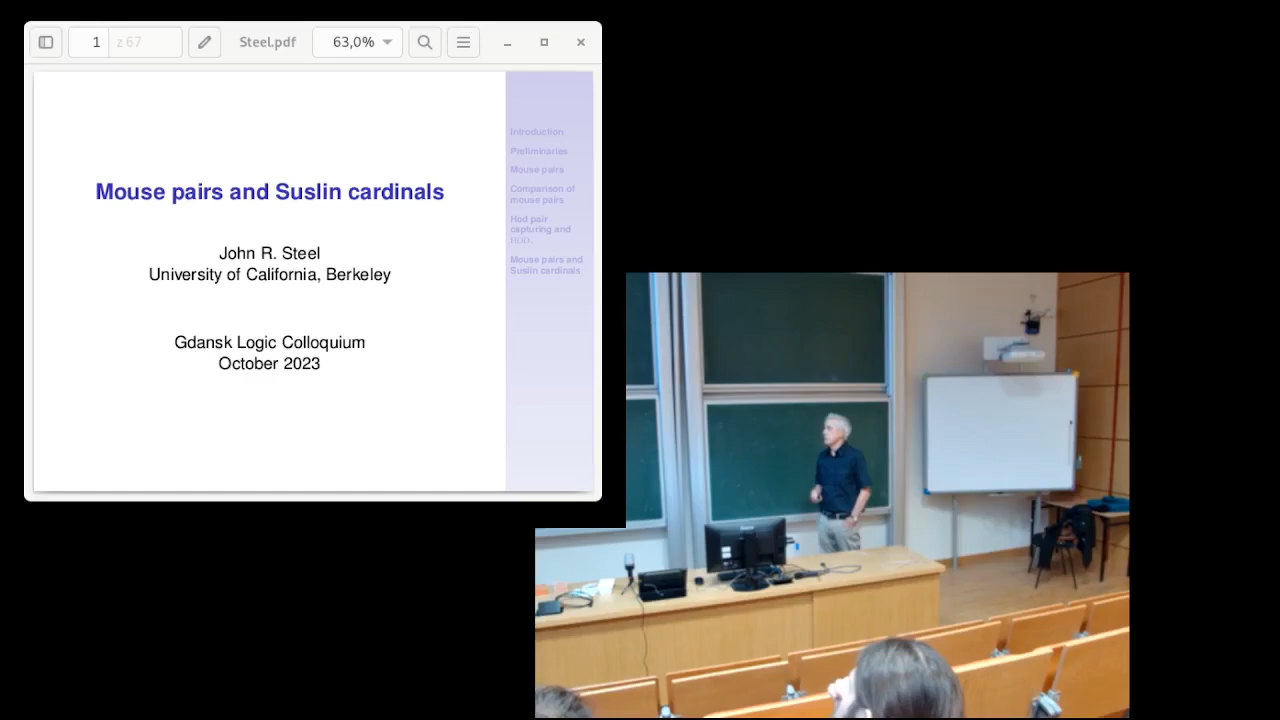 1 z 67 Steel.pdf 63,0%
Mouse pairs and Suslin cardinals
John R. Steel
University of California, Berkeley
Gdansk Logic Colloquium
October 2023
Introduction
Preliminaries
Mouse pairs
Comparison of
mouse pairs
Hod pair
capturing and
HOD.
Mouse pairs and
Suslin cardinals